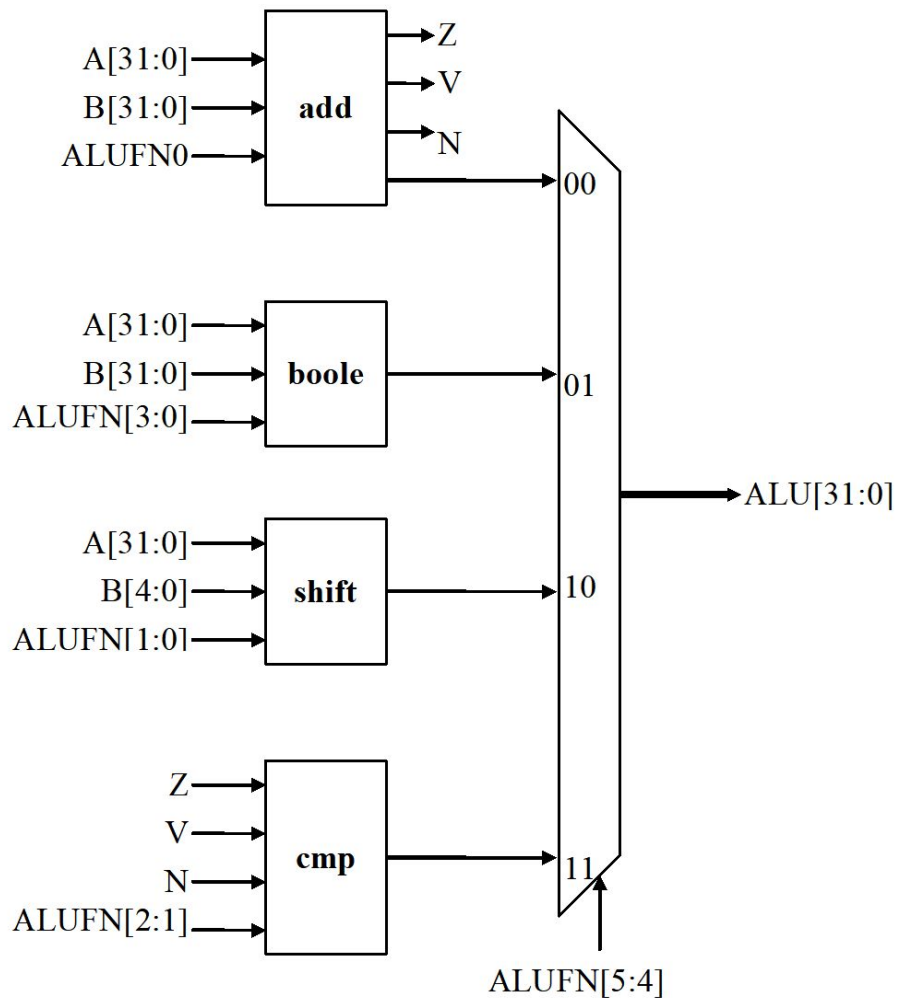 A[31:0]
B[31:0]
ALUFN0
add
Z
V
N
00
A[31:0]
B[31:0]
ALUFN[3:0]
boole
01
A[31:0]
B[4:0]
ALUFN[1:0]
shift
10
ALU[31:0]
Z
V
N
ALUFN[2:1]
cmp
11
ALUFN[5:4]